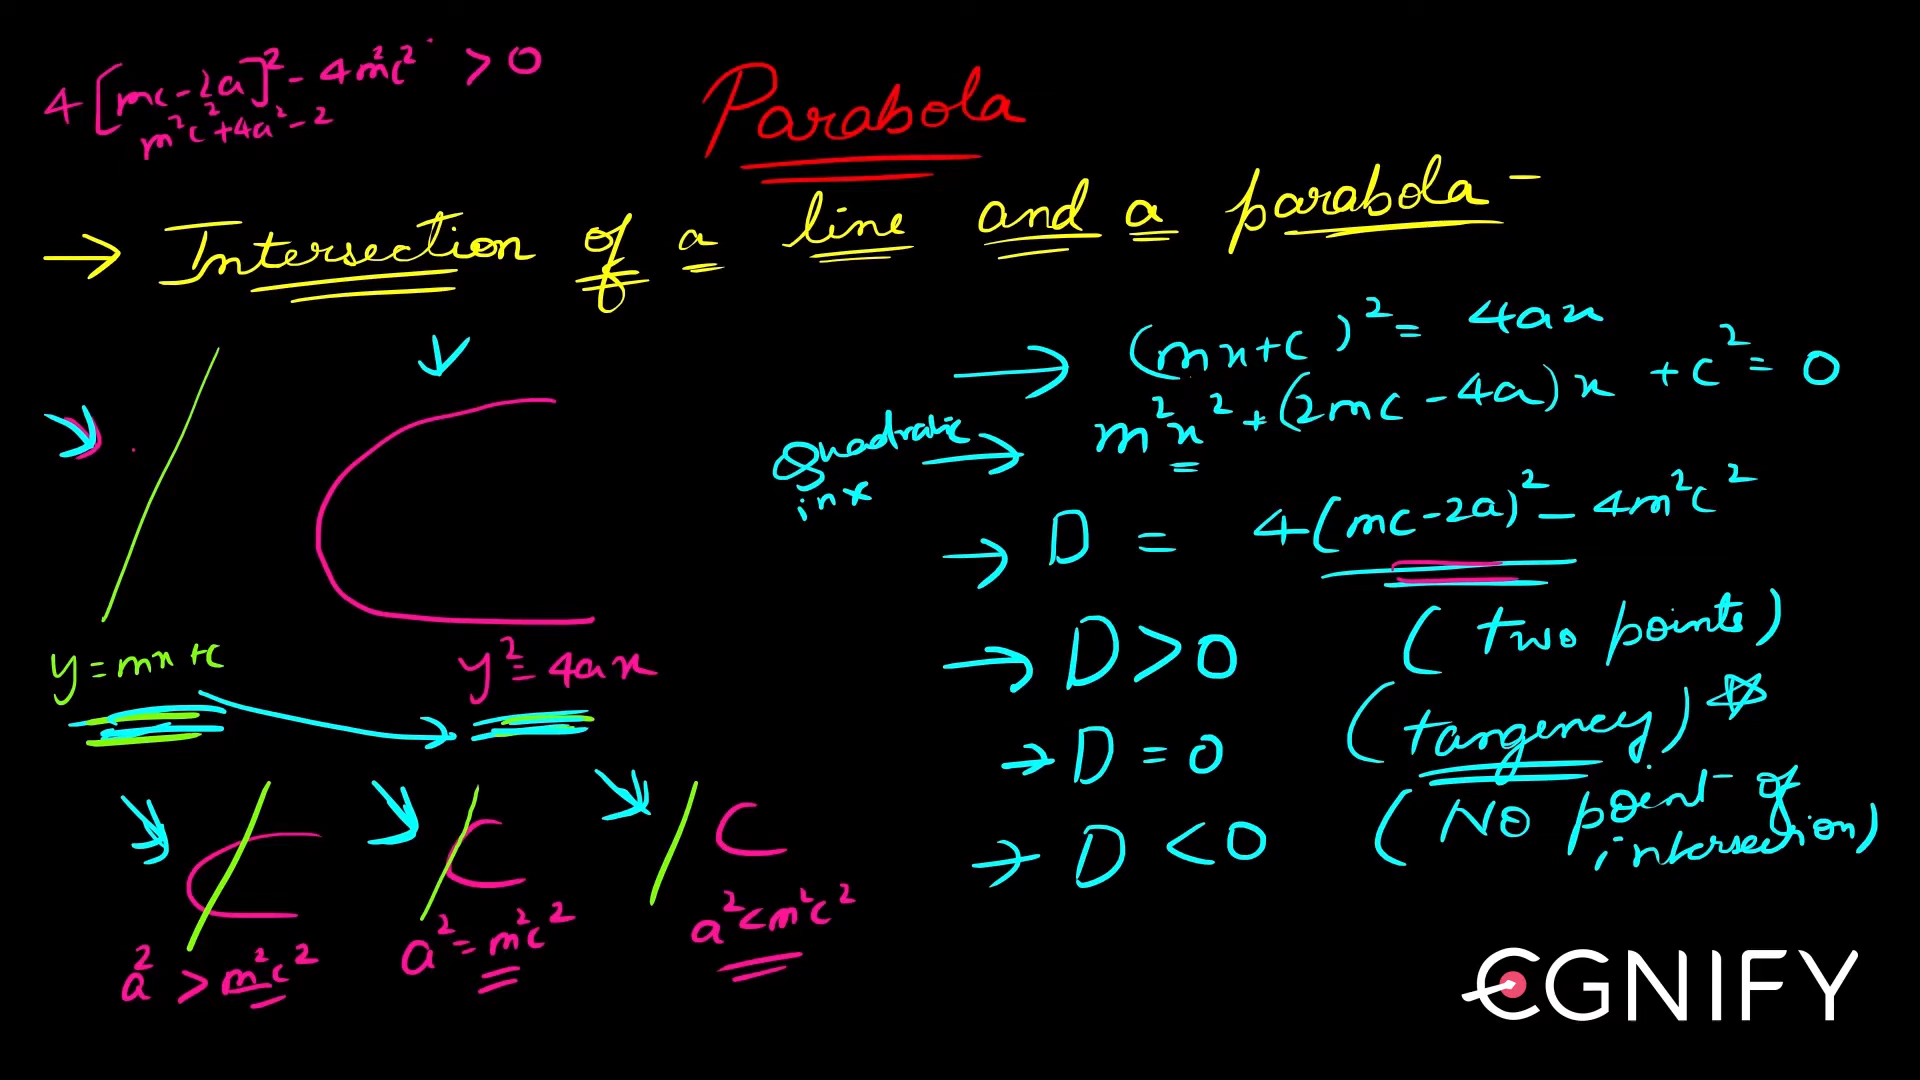 4[mc-2a]²- 4m²c² > 0
m²c²+4a²-2
Parabola
→ Intersection of a line and a parabola -
→ (mx+c)² = 4ax
Quadratic in x → m²x² + (2mc - 4a)x + c² = 0
→ D = 4(mc-2a)² - 4m²c²
→ D > 0 (two points)
→ D = 0 (tangency)
→ D < 0 (No point of
intersection)
y = mx + c
y² = 4ax
a² > m²c²
a² = m²c²
a² < m²c²
EGNIFY